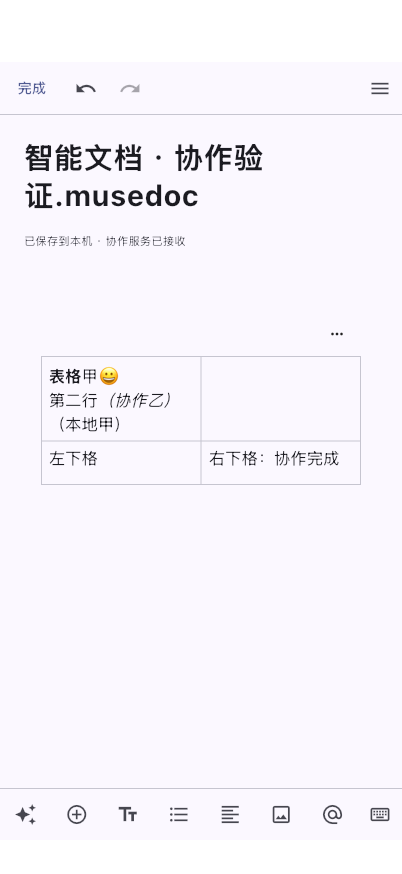 完成
智能文档 · 协作验
证.musedoc
已保存到本机 · 协作服务已接收
表格甲😀
第二行（协作乙）
（本地甲）
左下格
右下格：协作完成